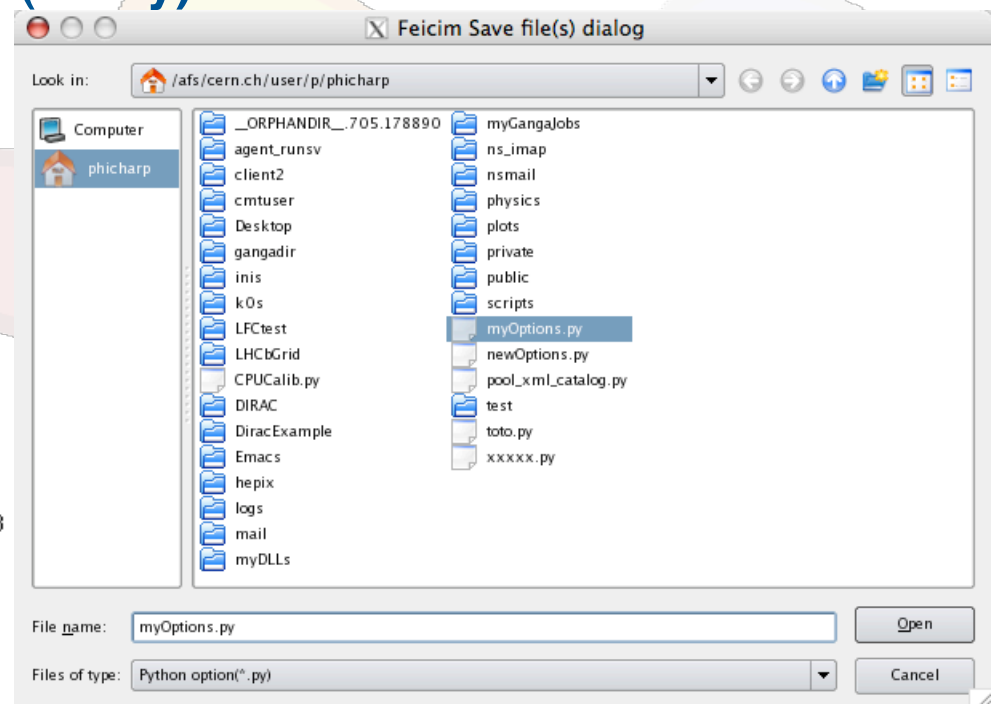 Feicim Save file(s) dialog
Look in: /afs/cern.ch/user/p/phicharp
Computer
phicharp
__ORPHANDIR__.705.178890
agent_runsv
client2
cmtuser
Desktop
gangadir
inis
k0s
LFCtest
LHCbGrid
CPUCalib.py
DIRAC
DiracExample
Emacs
hepix
logs
mail
myDLLs
myGangaJobs
ns_imap
nsmail
physics
plots
private
public
scripts
myOptions.py
newOptions.py
pool_xml_catalog.py
test
toto.py
xxxxx.py
File name: myOptions.py
Open
Files of type: Python option(*.py)
Cancel